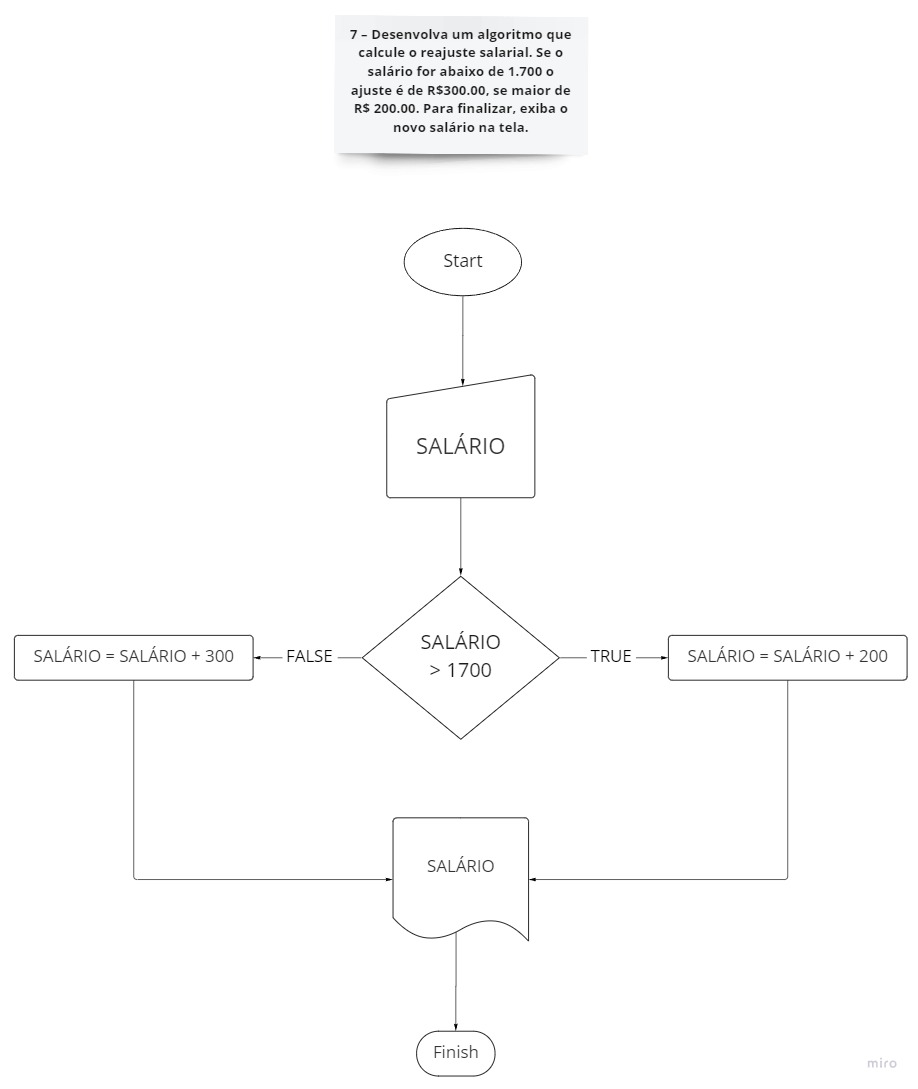 7 – Desenvolva um algoritmo que
calcule o reajuste salarial. Se o
salário for abaixo de 1.700 o
ajuste é de R$300.00, se maior de
R$ 200.00. Para finalizar, exiba o
novo salário na tela.
Start
SALÁRIO
SALÁRIO
> 1700
SALÁRIO = SALÁRIO + 300
FALSE
TRUE
SALÁRIO = SALÁRIO + 200
SALÁRIO
Finish
miro